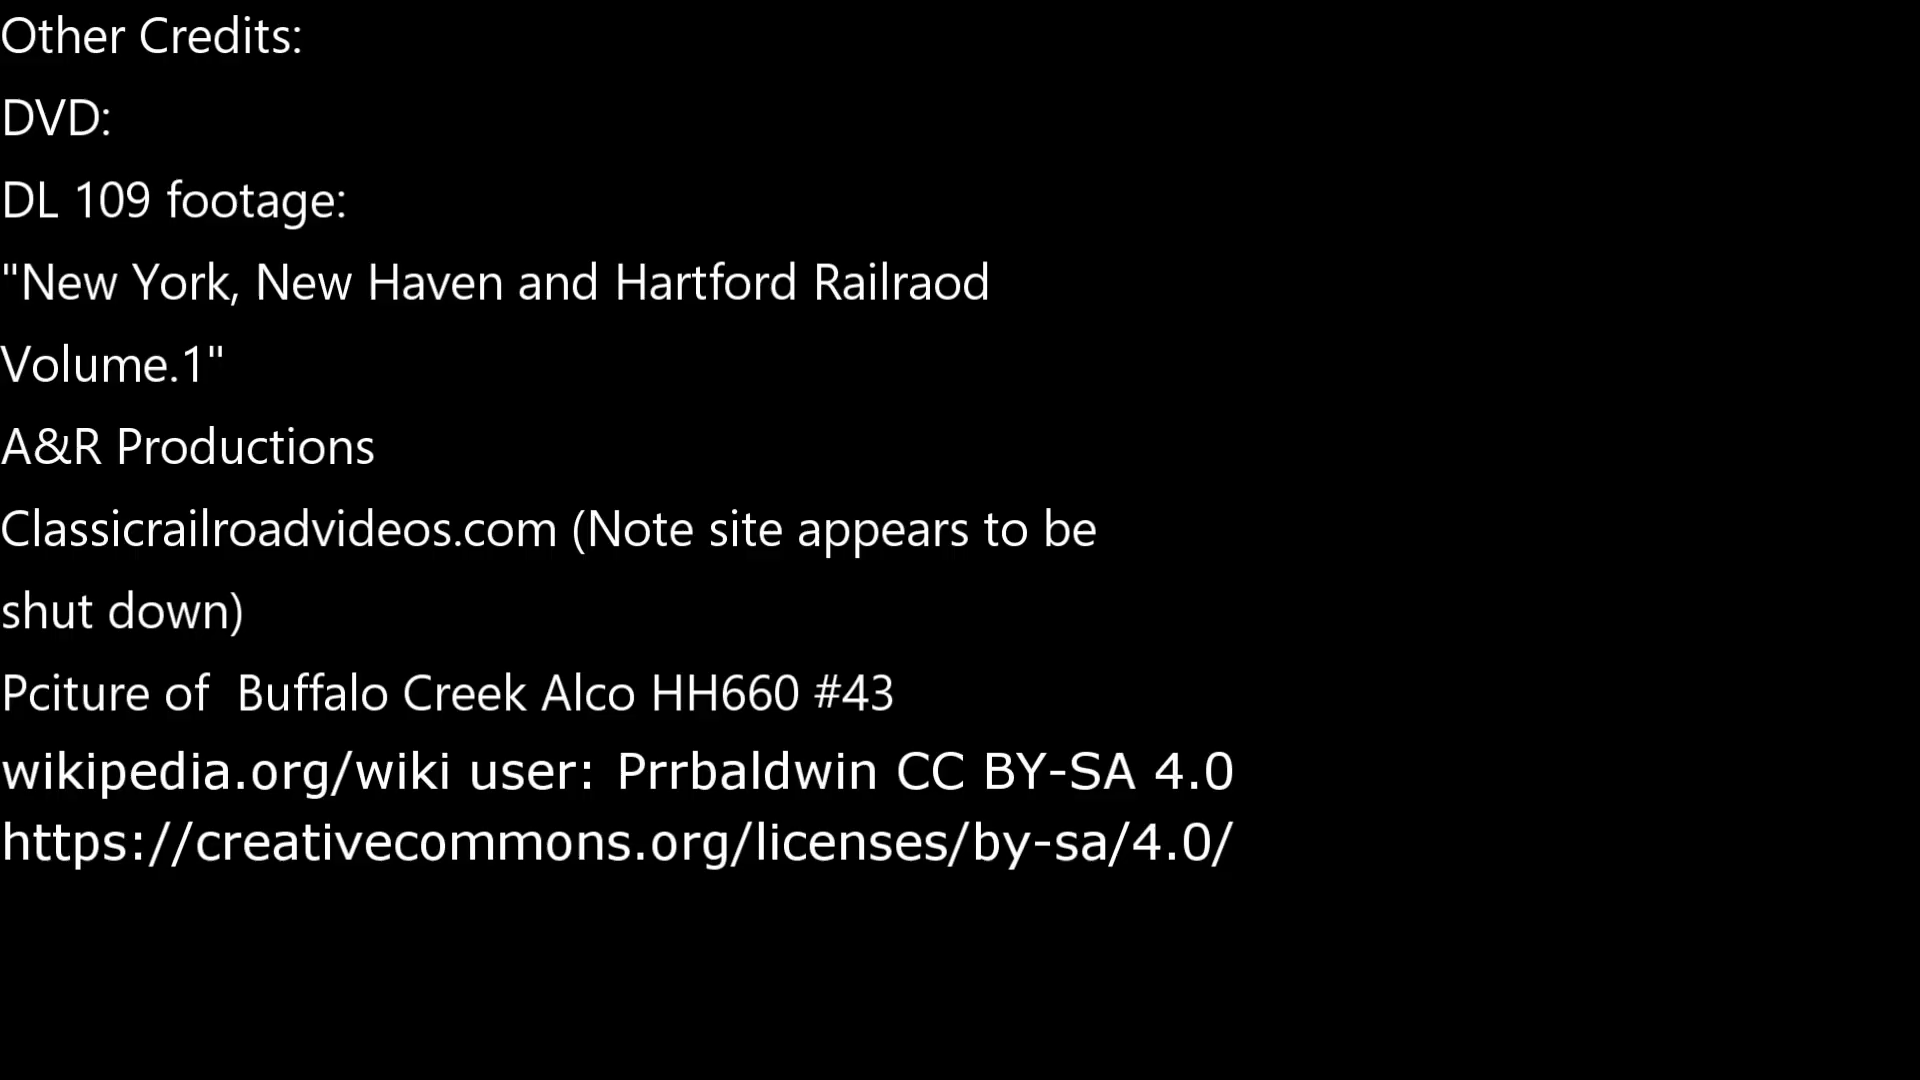 Other Credits:
DVD:
DL 109 footage:
"New York, New Haven and Hartford Railraod
Volume.1"
A&R Productions
Classicrailroadvideos.com (Note site appears to be
shut down)
Pciture of  Buffalo Creek Alco HH660 #43
wikipedia.org/wiki user: Prrbaldwin CC BY-SA 4.0
https://creativecommons.org/licenses/by-sa/4.0/